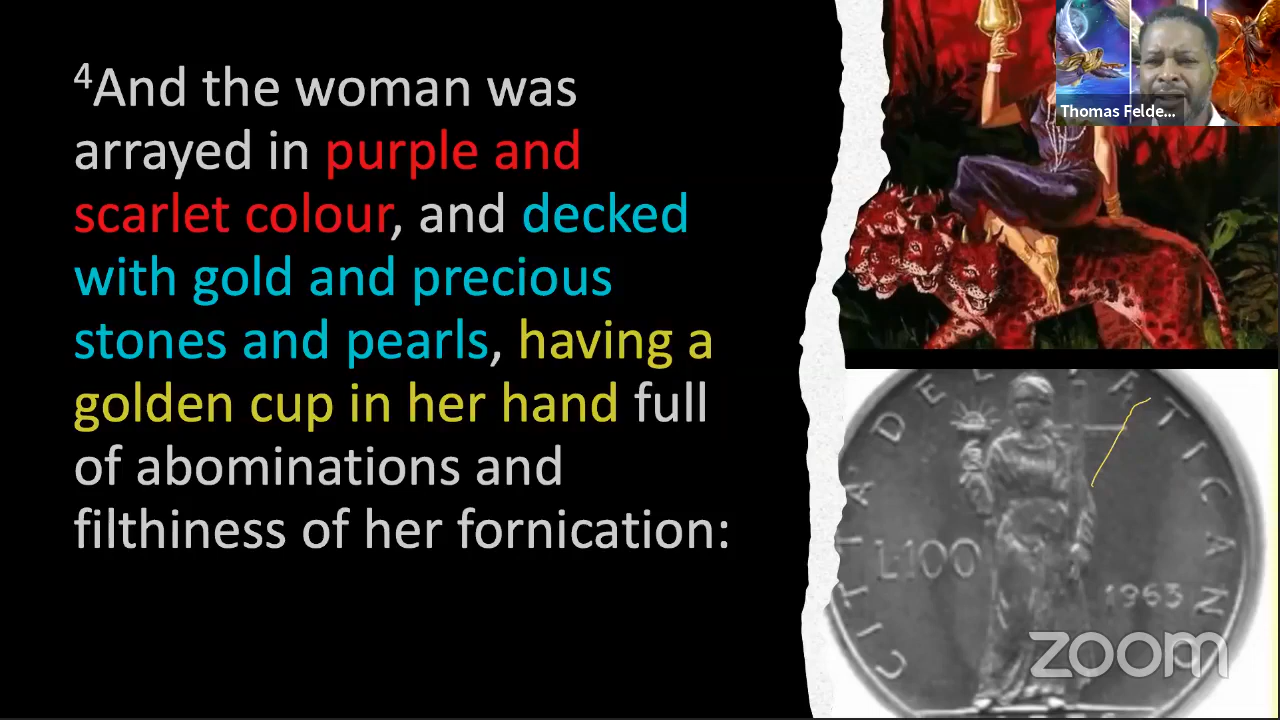 ⁴And the woman was
arrayed in purple and
scarlet colour, and decked
with gold and precious
stones and pearls, having a
golden cup in her hand full
of abominations and
filthiness of her fornication:
Thomas Felde...
CITTA' DEL VATICANO
L.100
1963
zoom